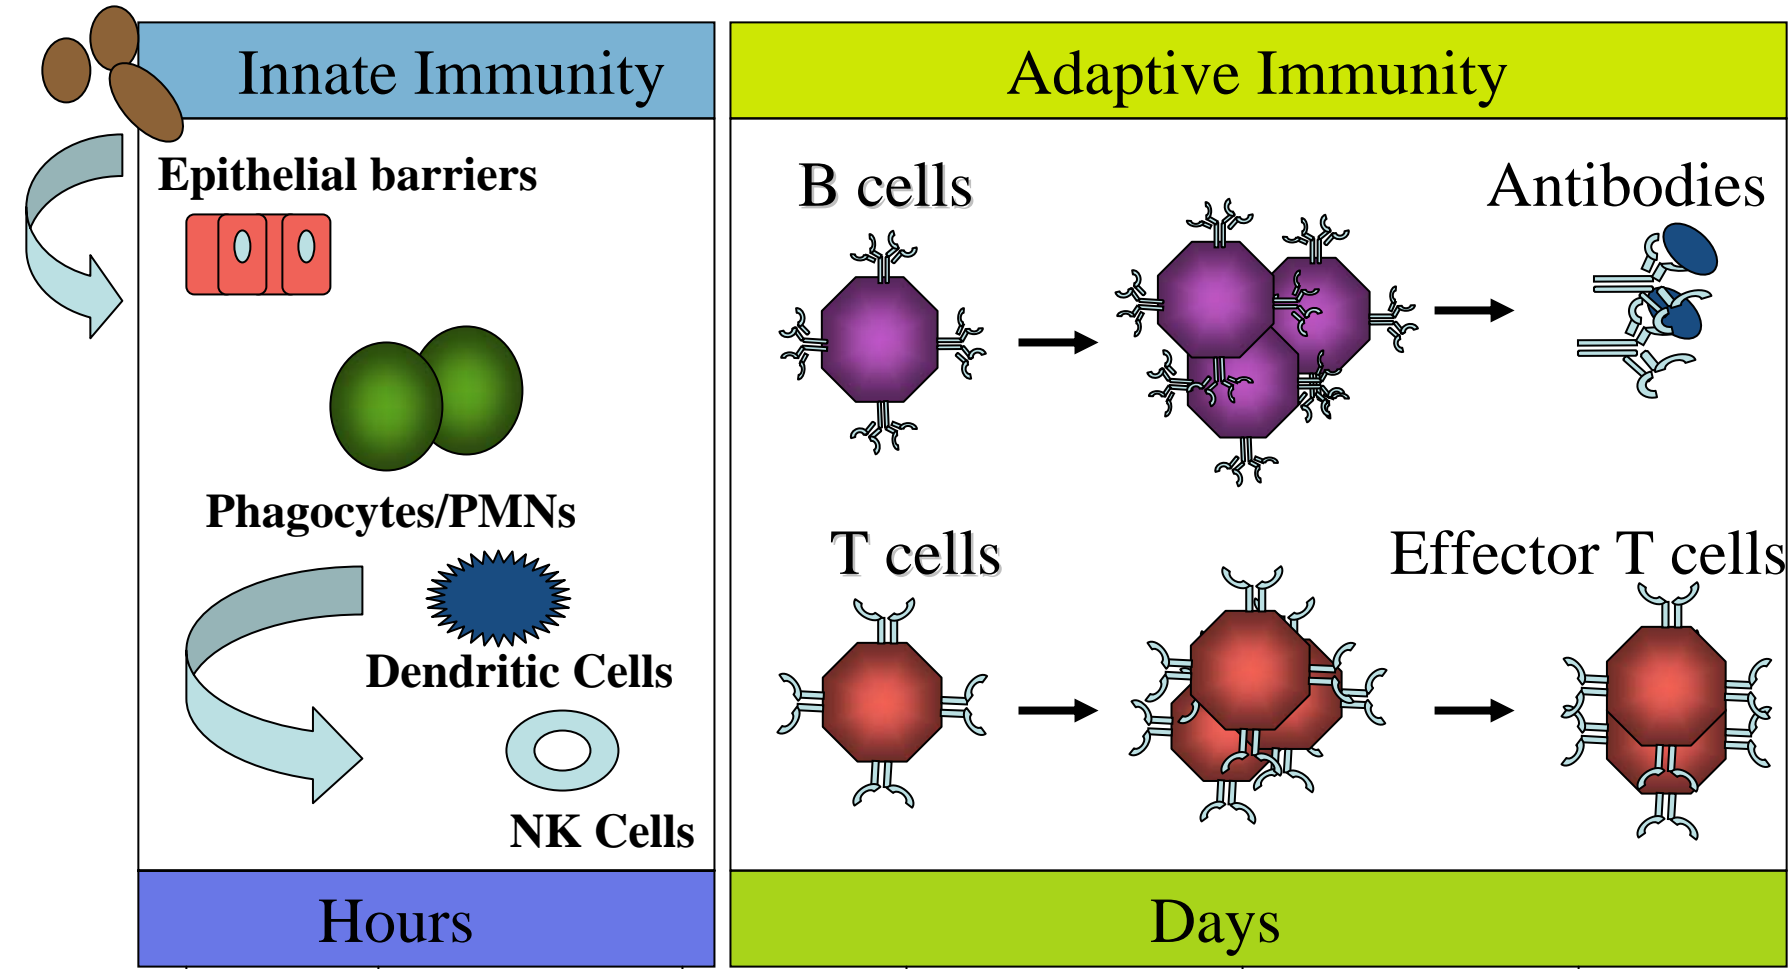 Innate Immunity
Adaptive Immunity
Epithelial barriers
Phagocytes/PMNs
Dendritic Cells
NK Cells
B cells
Antibodies
T cells
Effector T cells
Hours
Days